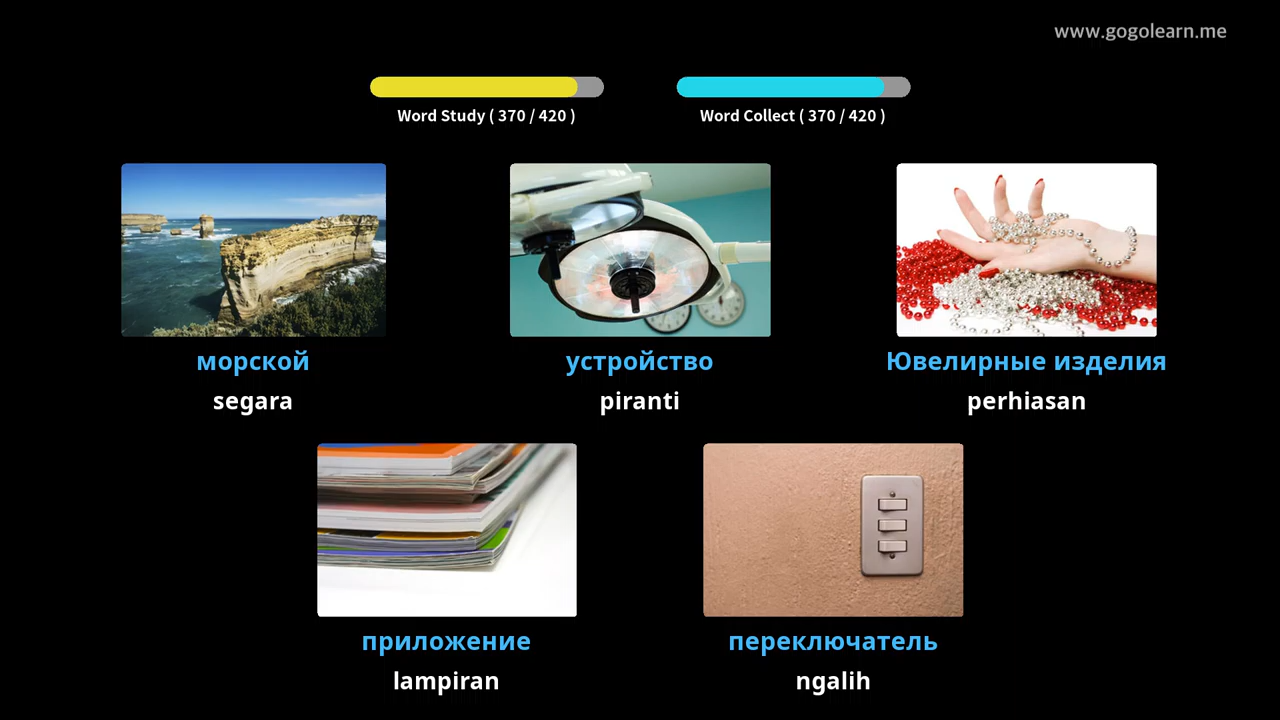 www.gogolearn.me
Word Study ( 370 / 420 )
Word Collect ( 370 / 420 )
морской
segara
устройство
piranti
Ювелирные изделия
perhiasan
приложение
lampiran
переключатель
ngalih